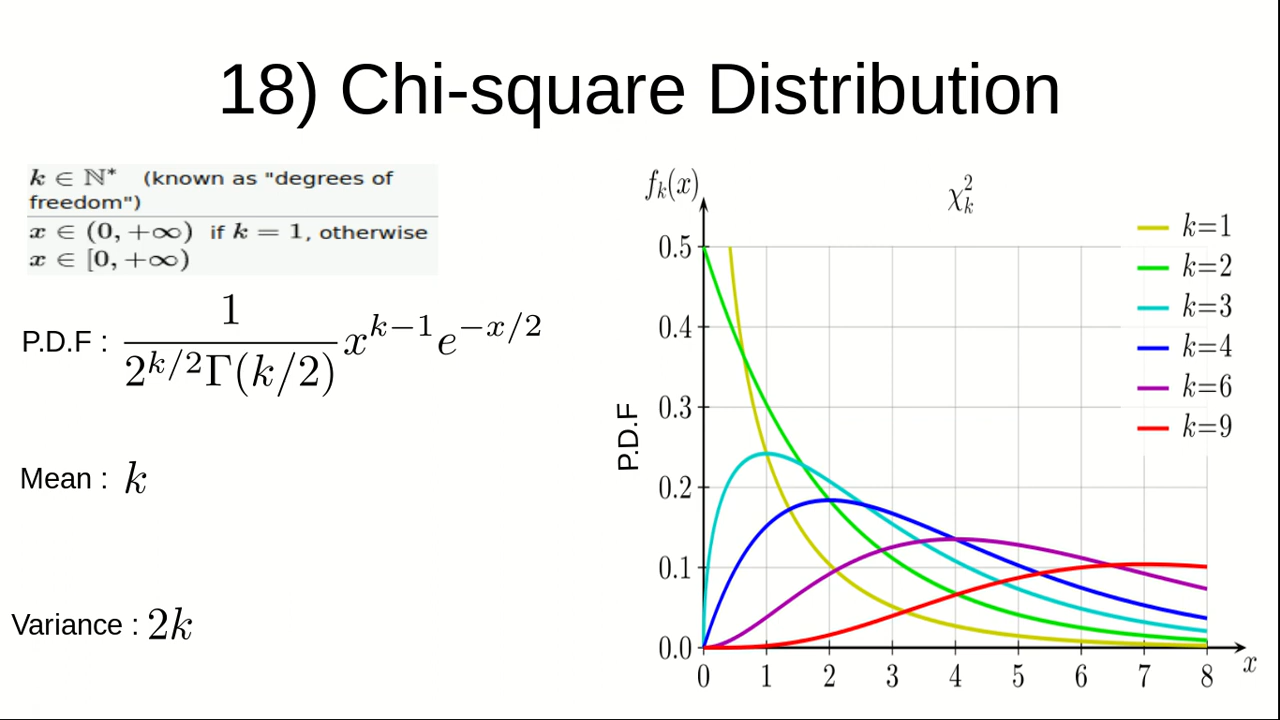 18) Chi-square Distribution
k ∈ ℕ* (known as "degrees of
freedom")
x ∈ (0, +∞) if k = 1, otherwise
x ∈ [0, +∞)
P.D.F : \frac{1}{2^{k/2}Γ(k/2)} x^{k−1} e^{−x/2}
Mean : k
Variance : 2k
f_k(x)
χ²_k
k=1
k=2
k=3
k=4
k=6
k=9
P.D.F
0.5
0.4
0.3
0.2
0.1
0.0
0 1 2 3 4 5 6 7 8
x